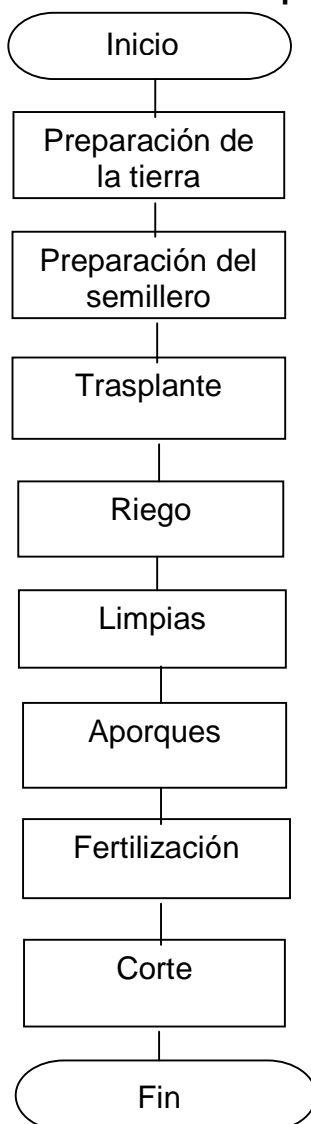 Inicio
Preparación de
la tierra
Preparación del
semillero
Trasplante
Riego
Limpias
Aporques
Fertilización
Corte
Fin